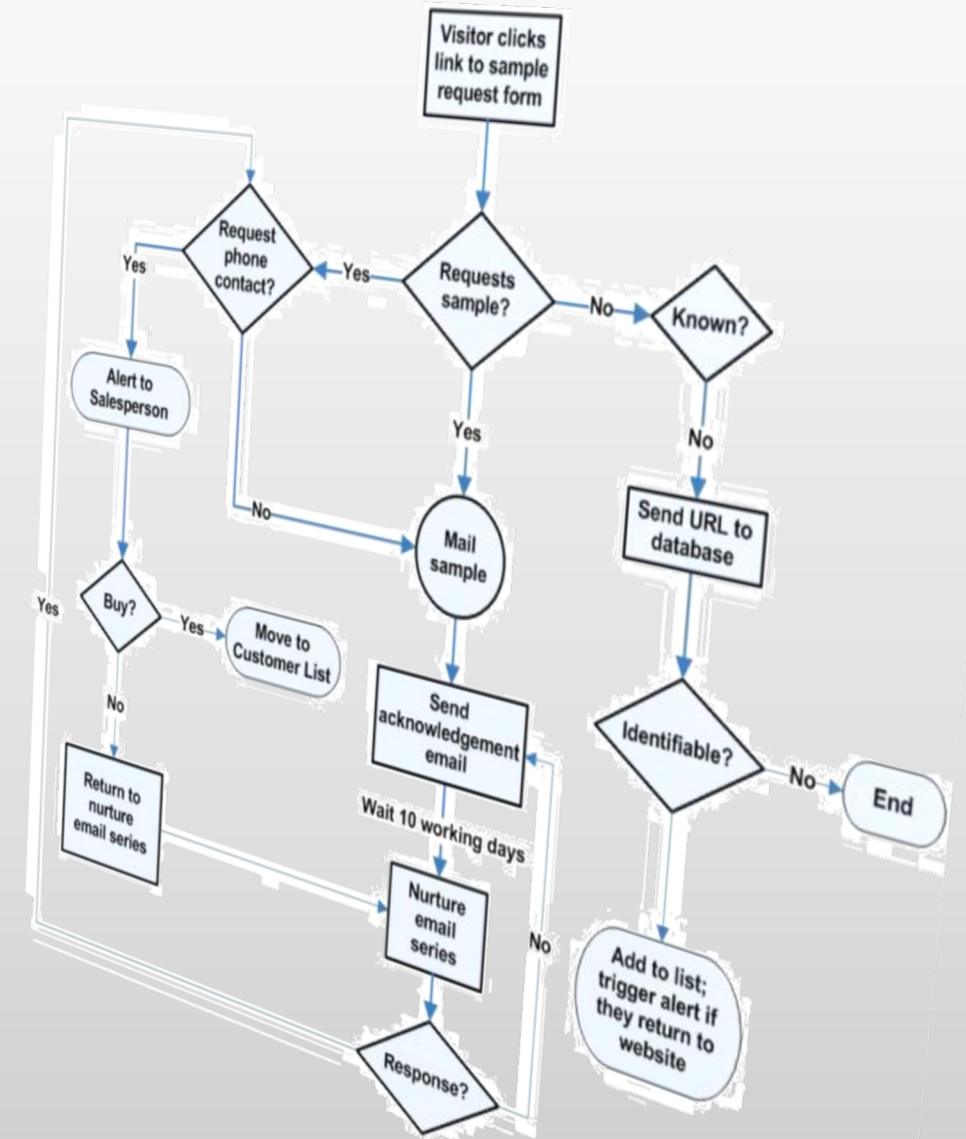 Visitor clicks
link to sample
request form
Request
phone
contact?
Yes
Requests
sample?
No
Known?
Yes
Alert to
Salesperson
Yes
No
No
Mail
sample
Send URL to
database
Buy?
Yes
Move to
Customer List
Yes
No
Send
acknowledgement
email
Identifiable?
No
End
Return to
nurture
email series
Wait 10 working days
Nurture
email
series
No
Add to list;
trigger alert if
they return to
website
Response?